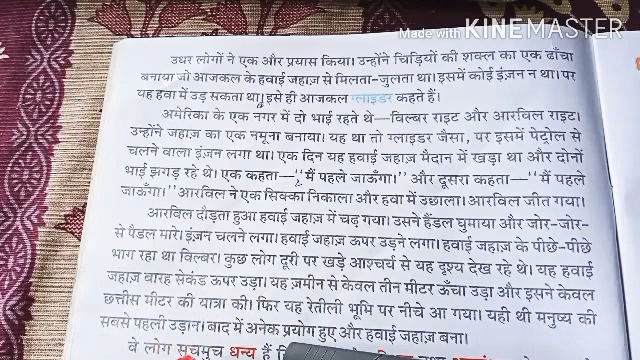 Made with KINEMASTER
उधर लोगों ने एक और प्रयास किया। उन्होंने चिड़ियों की शक्ल का एक ढाँचा
बनाया जो आजकल के हवाई जहाज़ से मिलता-जुलता था। इसमें कोई इंज़न न था। पर
यह हवा में उड़ सकता था। इसे ही आजकल ग्लाइडर कहते हैं।
अमेरिका के एक नगर में दो भाई रहते थे—विल्बर राइट और आरविल राइट।
उन्होंने जहाज़ का एक नमूना बनाया। यह था तो ग्लाइडर जैसा, पर इसमें पेट्रोल से
चलने वाला इंज़न लगा था। एक दिन यह हवाई जहाज़ मैदान में खड़ा था और दोनों
भाई झगड़ रहे थे। एक कहता—“मैं पहले जाऊँगा।” और दूसरा कहता—“मैं पहले
जाऊँगा।” आरविल ने एक सिक्का निकाला और हवा में उछाला। आरविल जीत गया।
आरविल दौड़ता हुआ हवाई जहाज़ में चढ़ गया। उसने हैंडल घुमाया और जोर-जोर-
से पैडल मारे। इंज़न चलने लगा। हवाई जहाज़ ऊपर उड़ने लगा। हवाई जहाज़ के पीछे-पीछे
भाग रहा था विल्बर। कुछ लोग दूरी पर खड़े आश्चर्य से यह दृश्य देख रहे थे। यह हवाई
जहाज़ बारह सेकंड ऊपर उड़ा। यह ज़मीन से केवल तीन मीटर ऊँचा उड़ा और इसने केवल
छत्तीस मीटर की यात्रा की। फिर यह रेतीली भूमि पर नीचे आ गया। यही थी मनुष्य की
सबसे पहली उड़ान। बाद में अनेक प्रयोग हुए और हवाई जहाज़ बना।
वे लोग सचमुच धन्य हैं